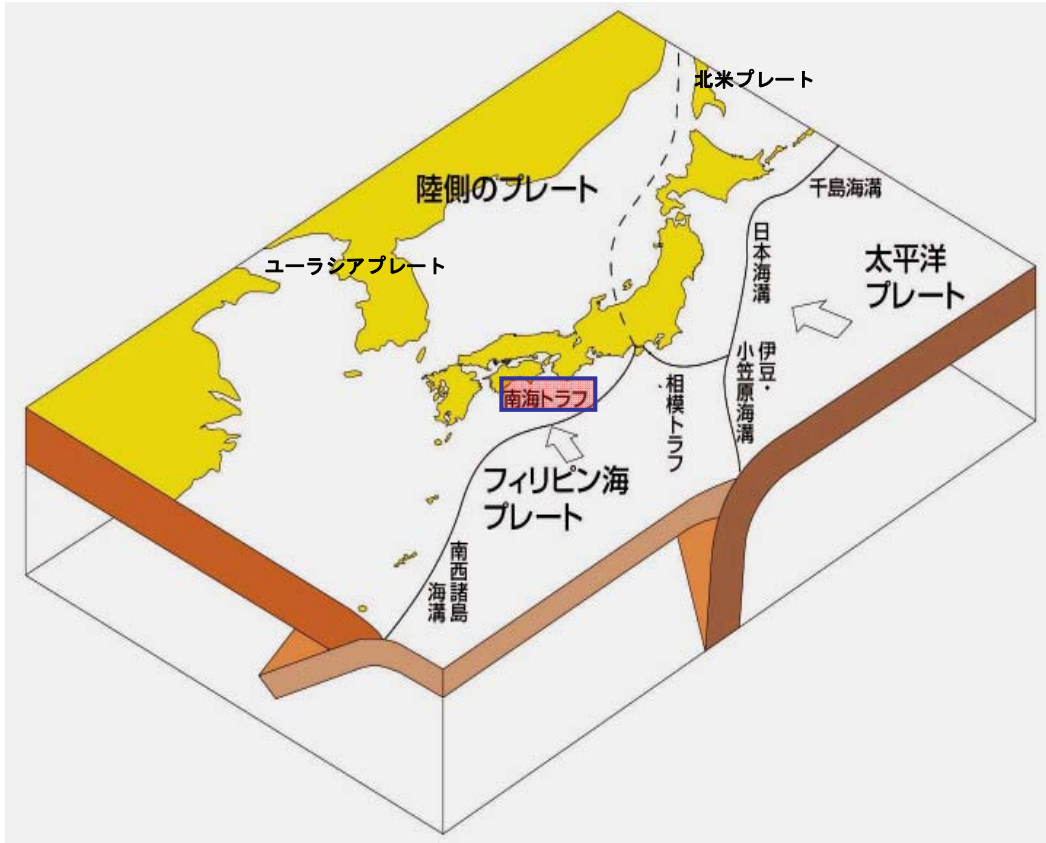 北米プレート
陸側のプレート
千島海溝
日本海溝
太平洋
プレート
ユーラシアプレート
伊豆・
小笠原海溝
南海トラフ
相模トラフ
フィリピン海
プレート
南西諸島
海溝